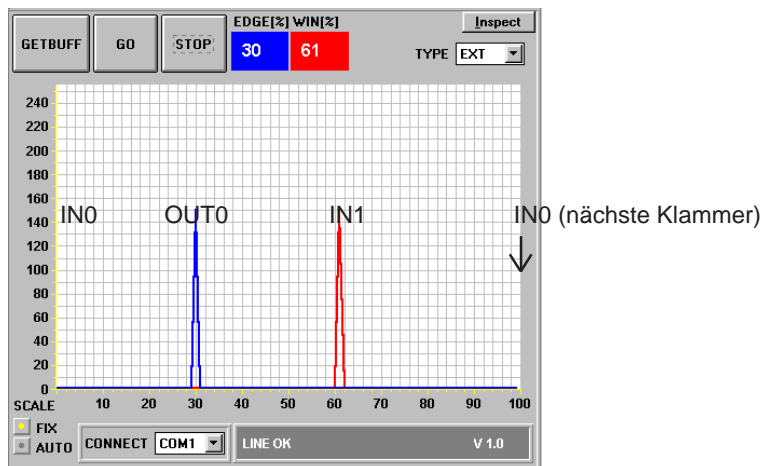 EDGE[%] WIN[%] Inspect
GETBUFF GO STOP 30 61 TYPE EXT
240
220
200
180
160
IN0 OUT0 IN1 IN0 (nächste Klammer)
140
120
100
80
60
40
20
0
SCALE 10 20 30 40 50 60 70 80 90 100
FIX
AUTO CONNECT COM1 LINE OK V 1.0